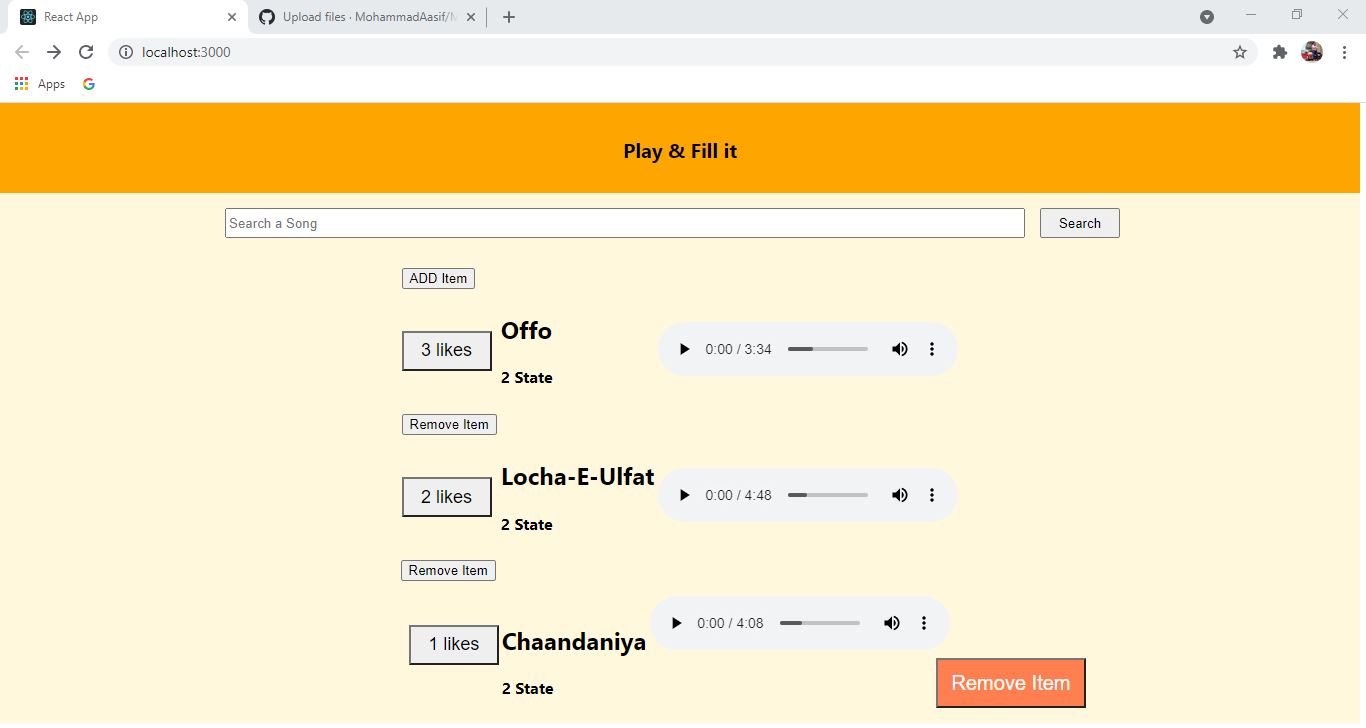 React App
Upload files · MohammadAasif/M
localhost:3000
Apps
Play & Fill it
Search a Song
Search
ADD Item
3 likes
Offo
2 State
0:00 / 3:34
Remove Item
2 likes
Locha-E-Ulfat
2 State
0:00 / 4:48
Remove Item
1 likes
Chaandaniya
2 State
0:00 / 4:08
Remove Item